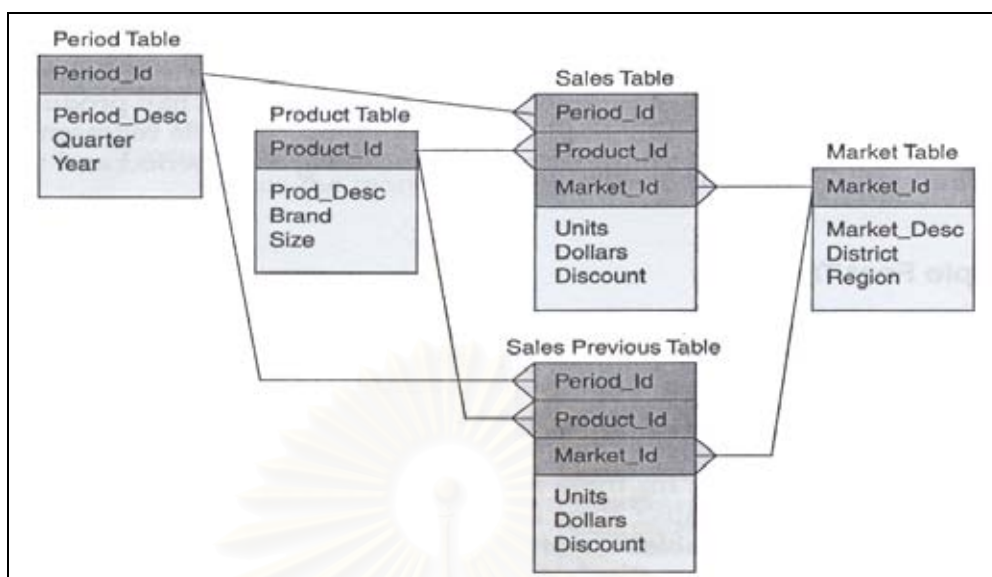 Period Table
Period_Id
Period_Desc
Quarter
Year
Product Table
Product_Id
Prod_Desc
Brand
Size
Sales Table
Period_Id
Product_Id
Market_Id
Units
Dollars
Discount
Market Table
Market_Id
Market_Desc
District
Region
Sales Previous Table
Period_Id
Product_Id
Market_Id
Units
Dollars
Discount